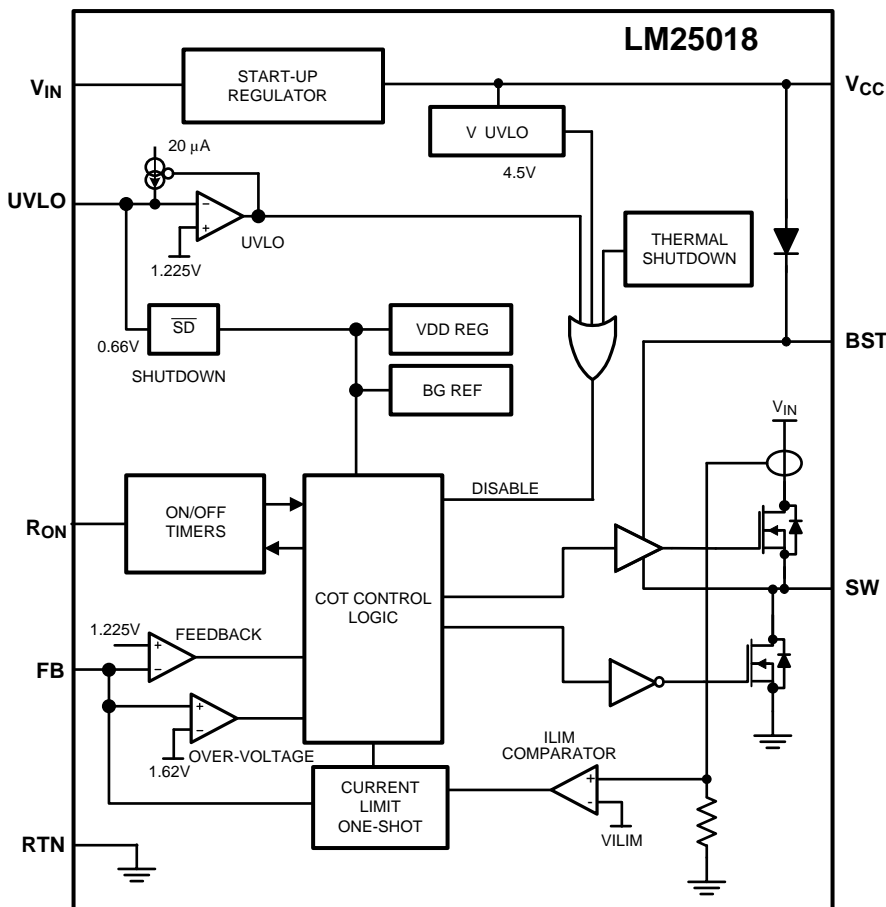 LM25018
VIN
START-UP
REGULATOR
VCC
V UVLO
4.5V
20 μA
UVLO
UVLO
1.225V
THERMAL
SHUTDOWN
0.66V
SD
SHUTDOWN
VDD REG
BG REF
BST
VIN
DISABLE
RON
ON/OFF
TIMERS
COT CONTROL
LOGIC
SW
1.225V
FEEDBACK
FB
OVER-VOLTAGE
1.62V
ILIM
COMPARATOR
CURRENT
LIMIT
ONE-SHOT
VILIM
RTN